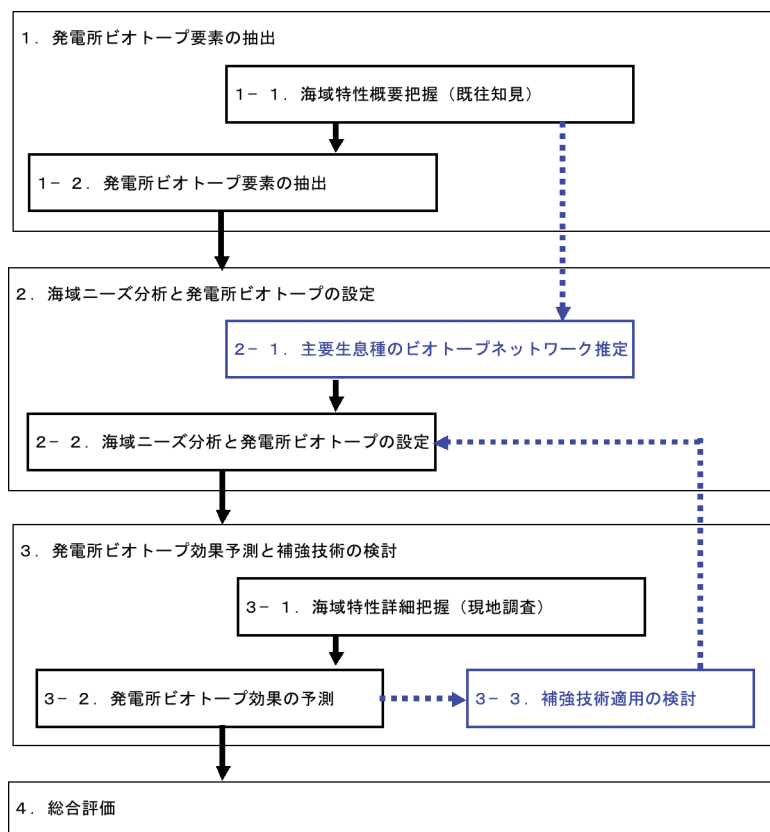 1．発電所ビオトープ要素の抽出
1－1．海域特性概要把握（既往知見）
1－2．発電所ビオトープ要素の抽出
2．海域ニーズ分析と発電所ビオトープの設定
2－1．主要生息種のビオトープネットワーク推定
2－2．海域ニーズ分析と発電所ビオトープの設定
3．発電所ビオトープ効果予測と補強技術の検討
3－1．海域特性詳細把握（現地調査）
3－2．発電所ビオトープ効果の予測
3－3．補強技術適用の検討
4．総合評価